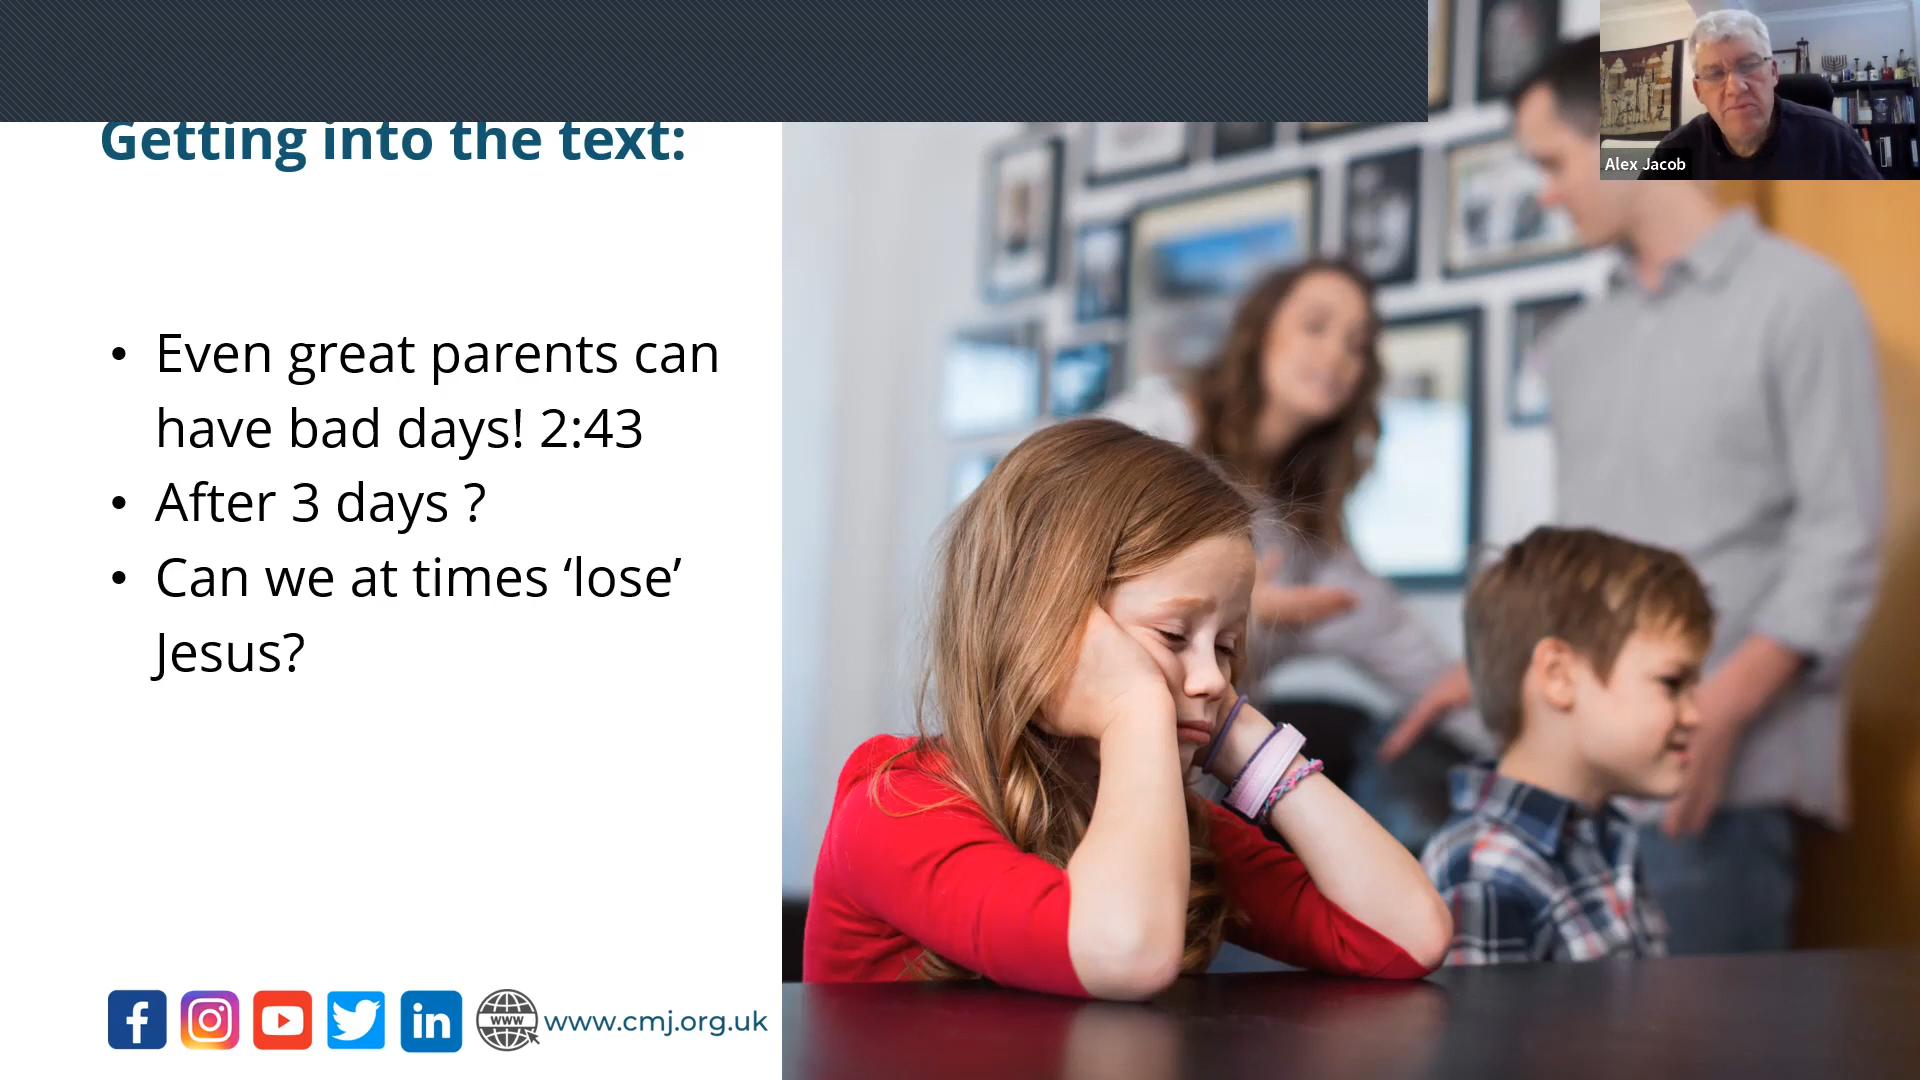 Getting into the text:
Alex Jacob
• Even great parents can
have bad days! 2:43
• After 3 days ?
• Can we at times ‘lose’
Jesus?
www.cmj.org.uk
WWW